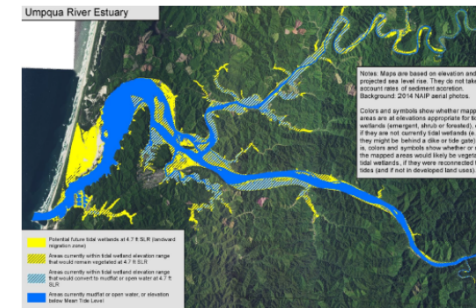 Umpqua River Estuary
Notes: Maps are based on elevation and
projected sea level rise. They do not take
account rates of sediment accretion.
Background: 2014 NAIP aerial photos.
Colors and symbols show whether
areas are at elevations appropriate for
wetlands (emergent, shrub or forested),
if they are not currently tidal wetlands
they might be behind a dike or tide gate)
is, colors and symbols show whether or
the mapped areas would likely be
tidal wetlands, if they were reconnected
tides (and if not in developed land uses).
Potential future tidal wetlands at 4.7 ft SLR (landward
migration zone)
Areas currently within tidal wetland elevation range
that would remain vegetated at 4.7 ft SLR
Areas currently within tidal wetland elevation range
that would convert to mudflat or open water at 4.7 ft
SLR
Areas currently mudflat or open water, or elevation
below Mean Tide Level